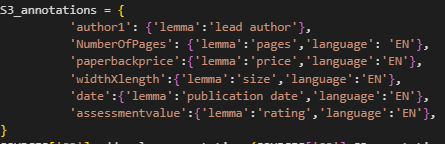 S3_annotations = {
'author1': {'lemma':'lead author'},
'NumberOfPages': {'lemma':'pages','language': 'EN'},
'paperbackprice':{'lemma':'price','language':'EN'},
'widthXlength':{'lemma':'size','language':'EN'},
'date':{'lemma':'publication date','language':'EN'},
'assessmentvalue':{'lemma':'rating','language':'EN'},
}